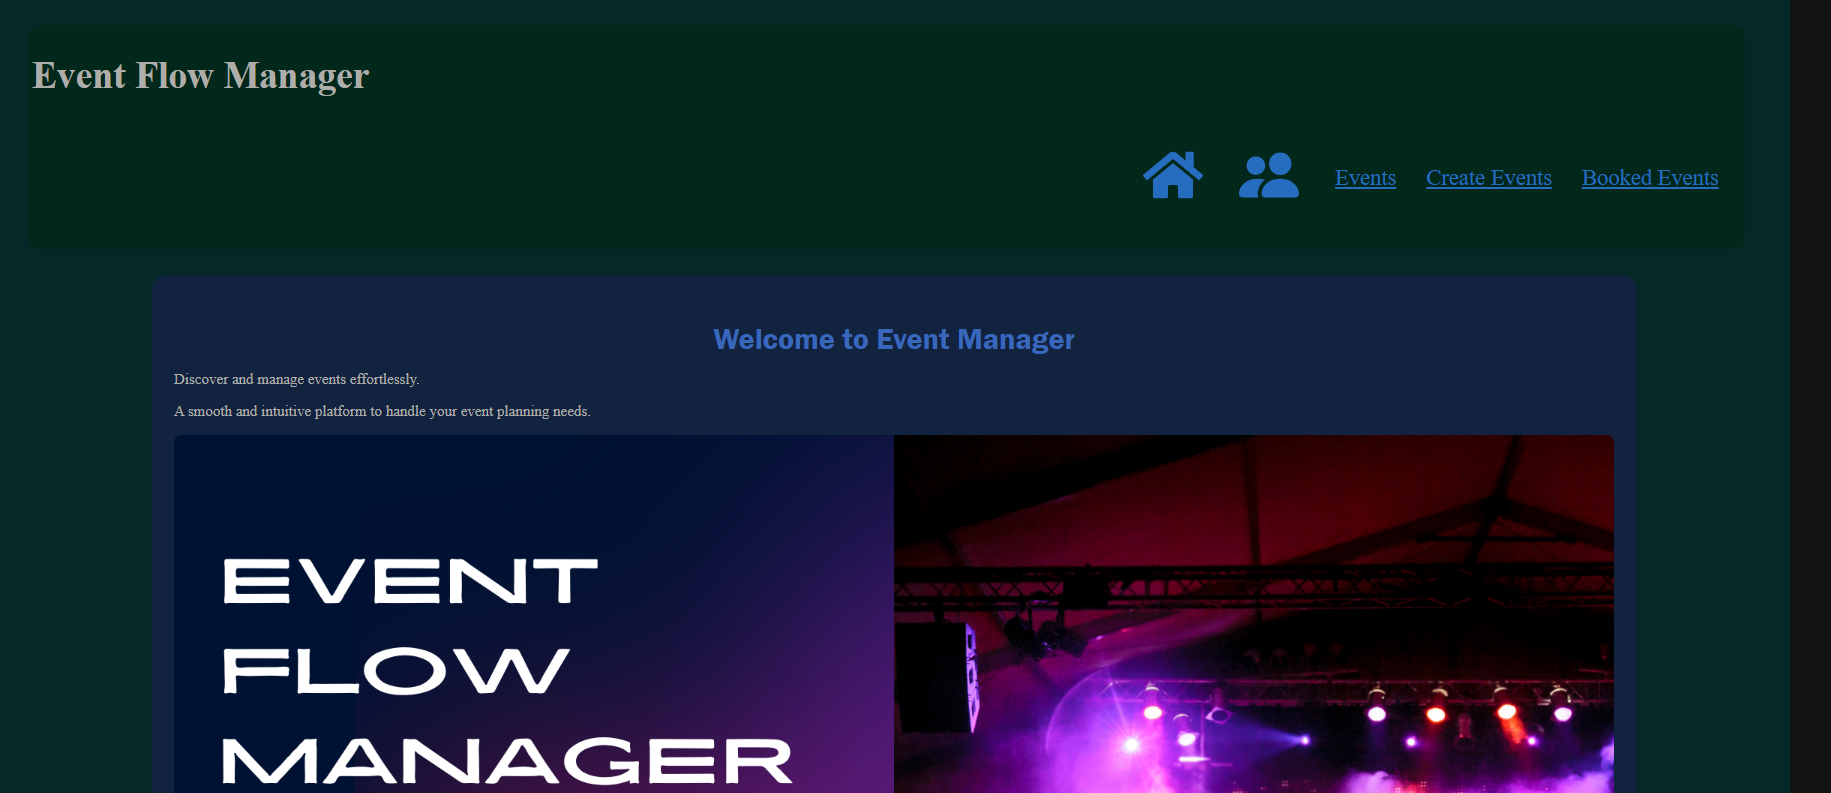 Event Flow Manager
Events Create Events Booked Events
Welcome to Event Manager
Discover and manage events effortlessly.
A smooth and intuitive platform to handle your event planning needs.
EVENT
FLOW
MANAGER